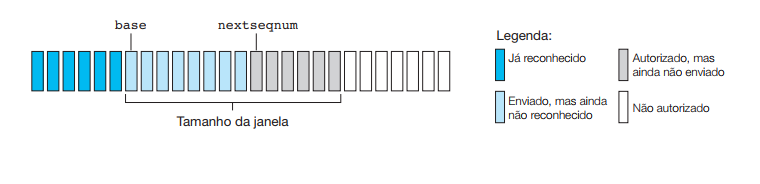 base
nextseqnum
Tamanho da janela
Legenda:
Já reconhecido
Autorizado, mas
ainda não enviado
Enviado, mas ainda
não reconhecido
Não autorizado